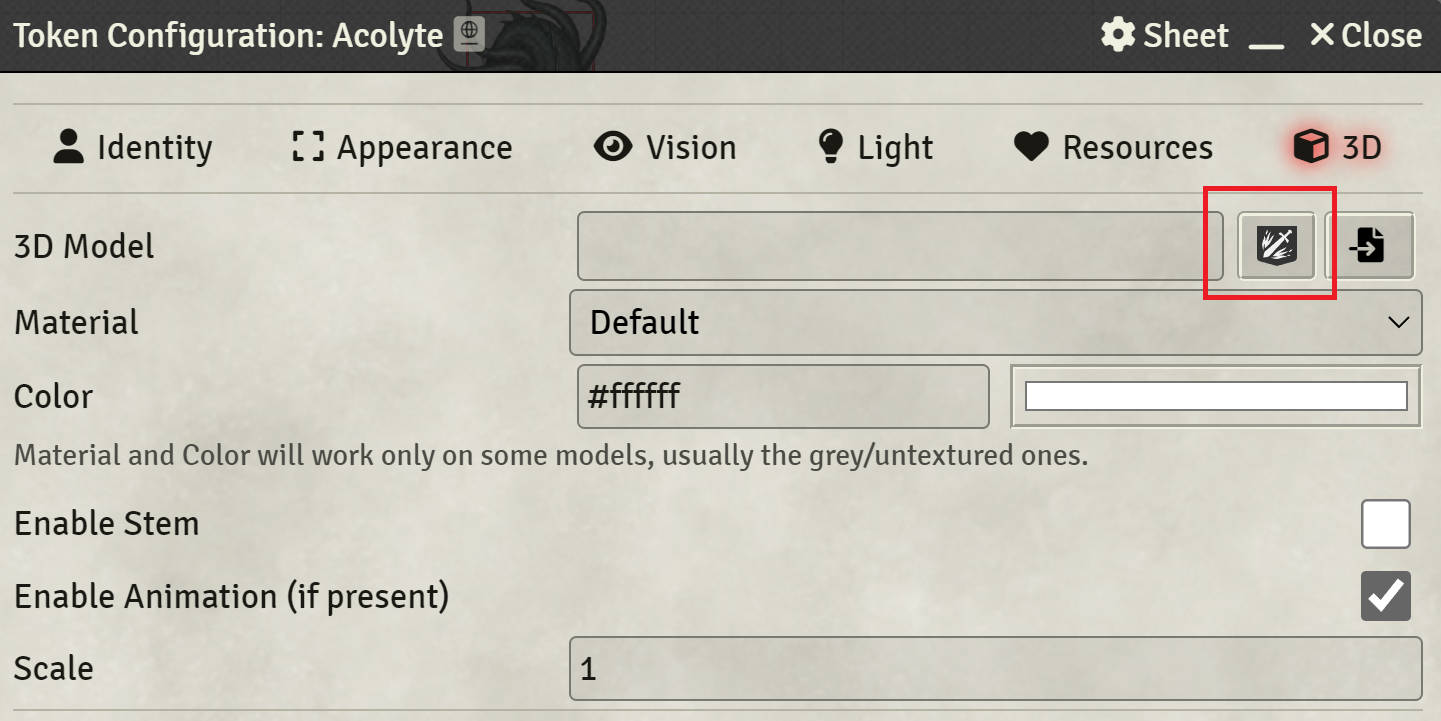 Token Configuration: Acolyte Sheet Close
Identity Appearance Vision Light Resources 3D
3D Model
Material Default
Color #ffffff
Material and Color will work only on some models, usually the grey/untextured ones.
Enable Stem
Enable Animation (if present)
Scale 1